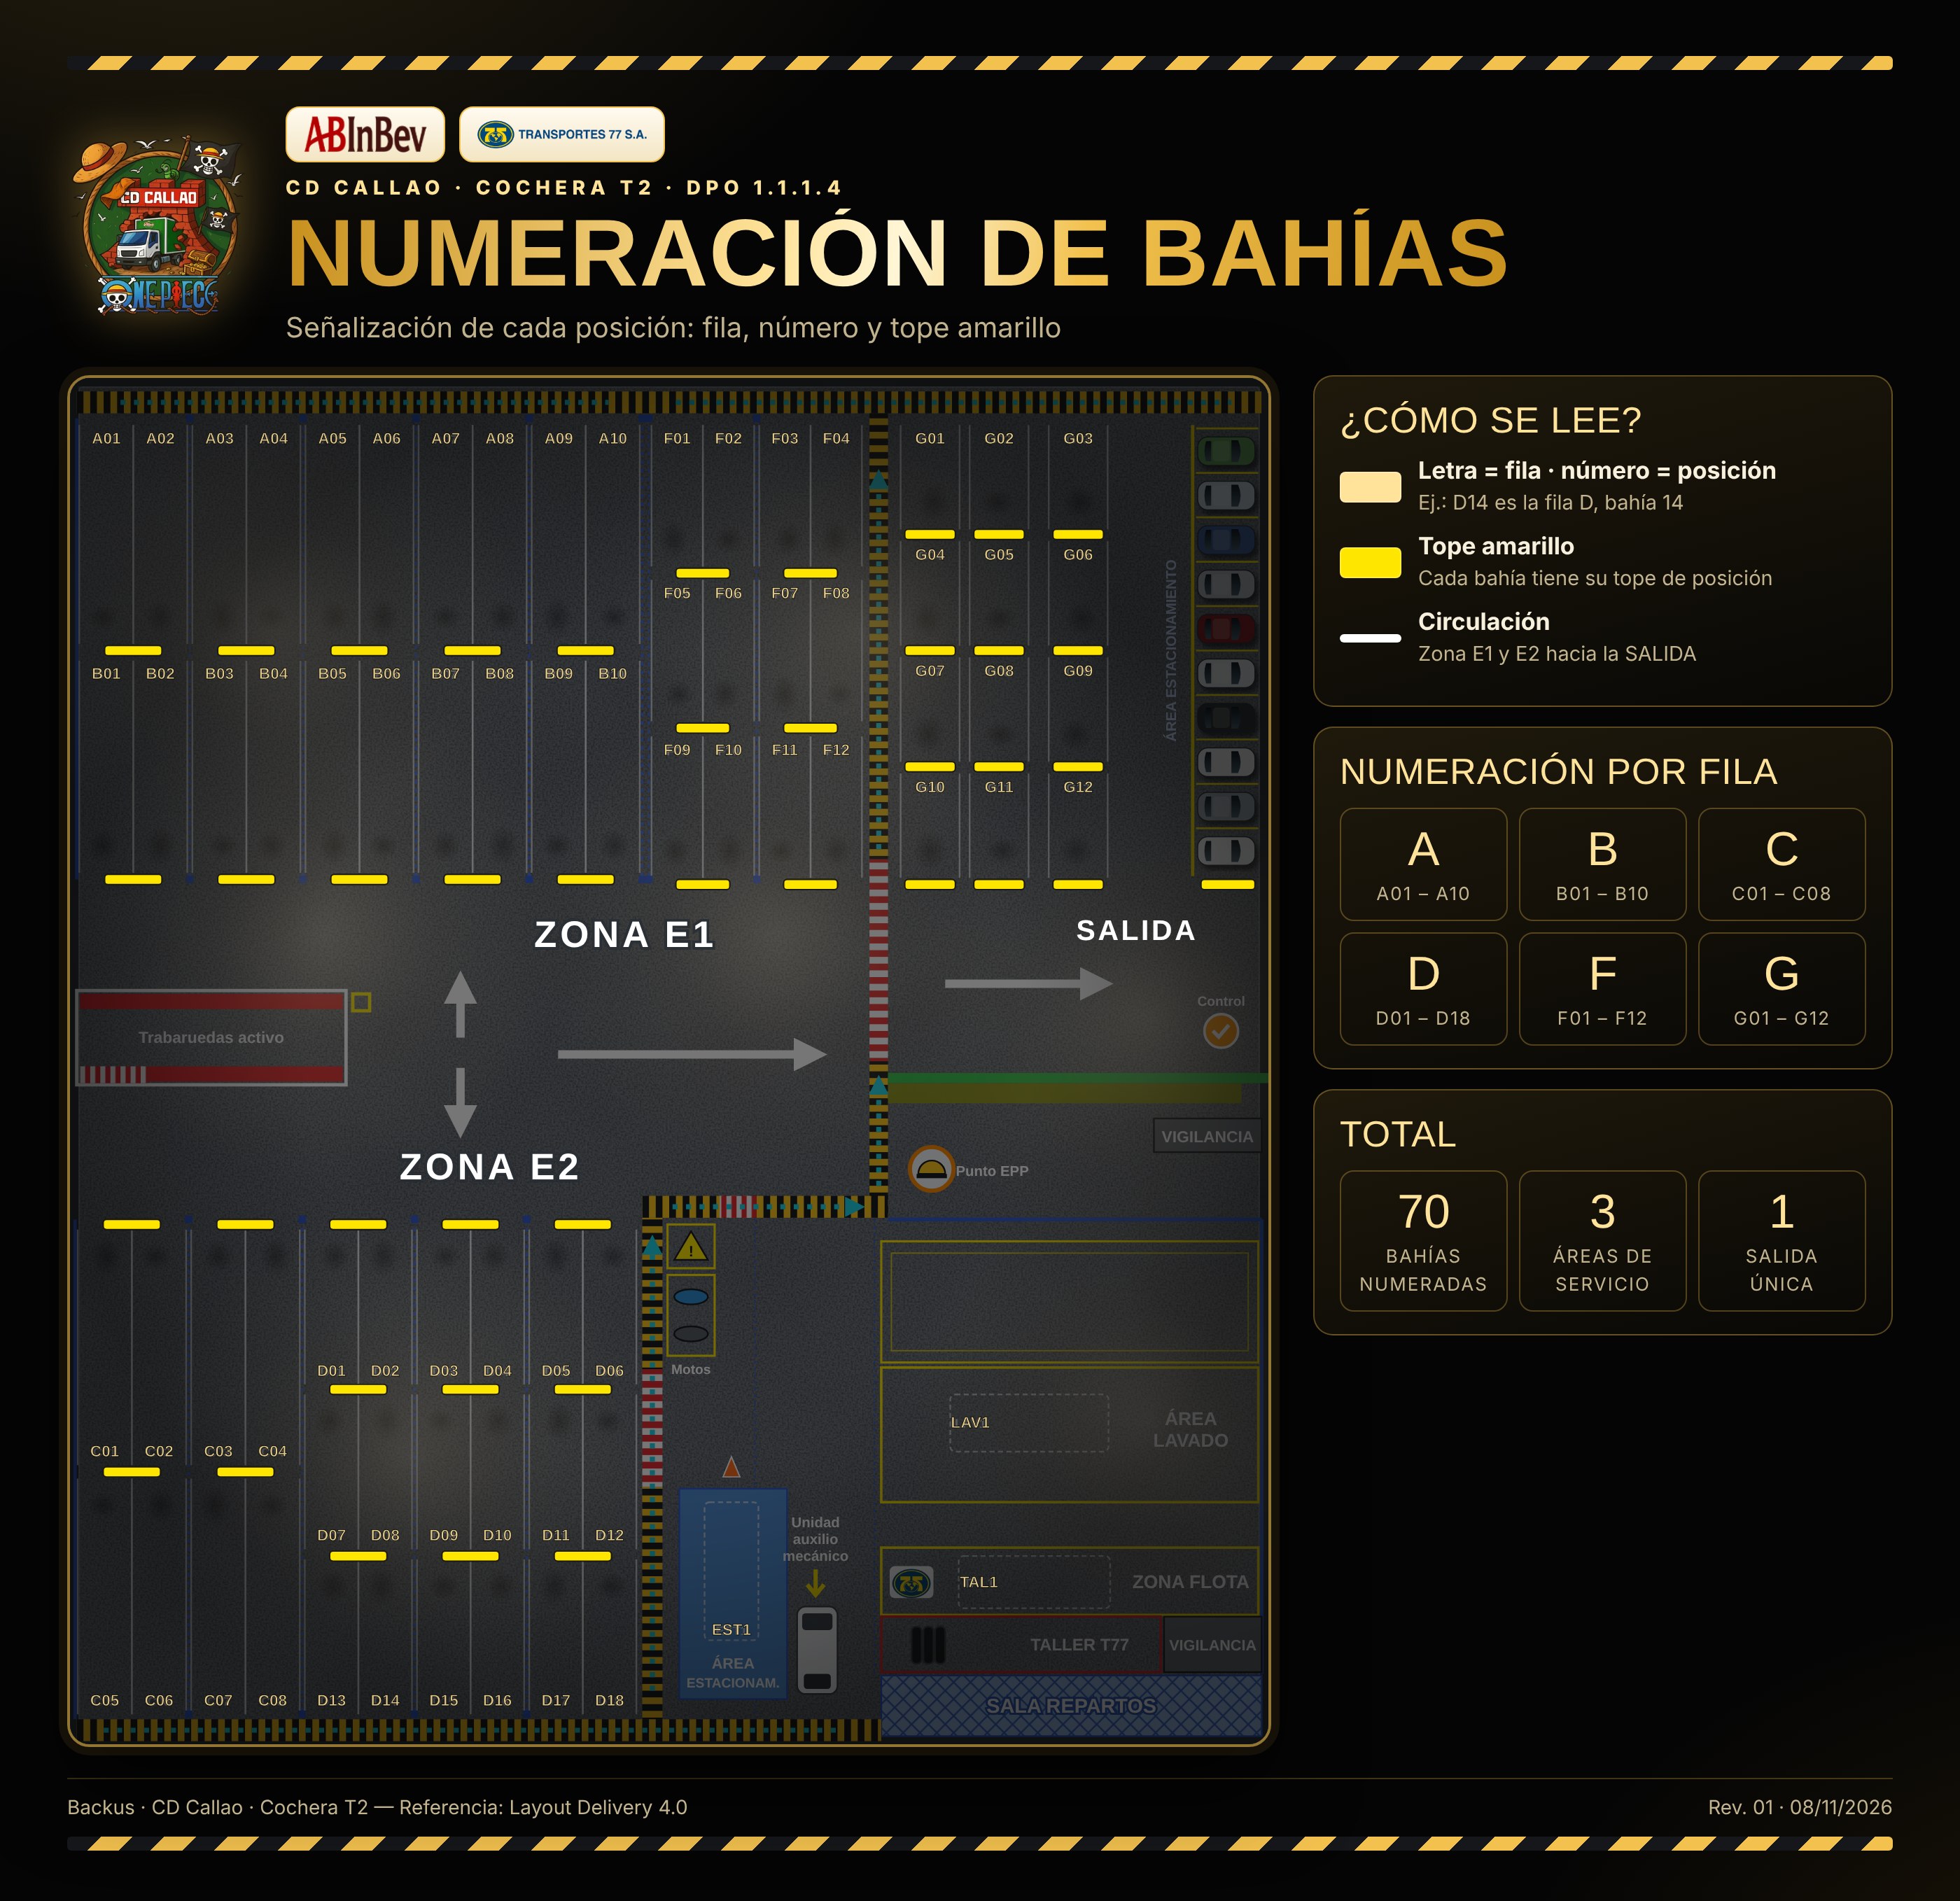 ABInBev
TRANSPORTES 77 S.A.
CD CALLAO
ONE PIECE
CD CALLAO · COCHERA T2 · DPO 1.1.1.4
NUMERACIÓN DE BAHÍAS
Señalización de cada posición: fila, número y tope amarillo
A01 A02 A03 A04 A05 A06 A07 A08 A09 A10 F01 F02 F03 F04 G01 G02 G03
G04 G05 G06
F05 F06 F07 F08
B01 B02 B03 B04 B05 B06 B07 B08 B09 B10 G07 G08 G09
F09 F10 F11 F12
G10 G11 G12
ÁREA ESTACIONAMIENTO
ZONA E1
SALIDA
Control
Trabaruedas activo
VIGILANCIA
ZONA E2
Punto EPP
Motos
D01 D02 D03 D04 D05 D06
LAV1
ÁREA
LAVADO
C01 C02 C03 C04
D07 D08 D09 D10 D11 D12
Unidad
auxilio
mecánico
TAL1
ZONA FLOTA
EST1
ÁREA
ESTACIONAM.
TALLER T77
VIGILANCIA
C05 C06 C07 C08 D13 D14 D15 D16 D17 D18
SALA REPARTOS
¿CÓMO SE LEE?
Letra = fila · número = posición
Ej.: D14 es la fila D, bahía 14
Tope amarillo
Cada bahía tiene su tope de posición
Circulación
Zona E1 y E2 hacia la SALIDA
NUMERACIÓN POR FILA
A
A01 – A10
B
B01 – B10
C
C01 – C08
D
D01 – D18
F
F01 – F12
G
G01 – G12
TOTAL
70
BAHÍAS
NUMERADAS
3
ÁREAS DE
SERVICIO
1
SALIDA
ÚNICA
Backus · CD Callao · Cochera T2 — Referencia: Layout Delivery 4.0
Rev. 01 · 08/11/2026